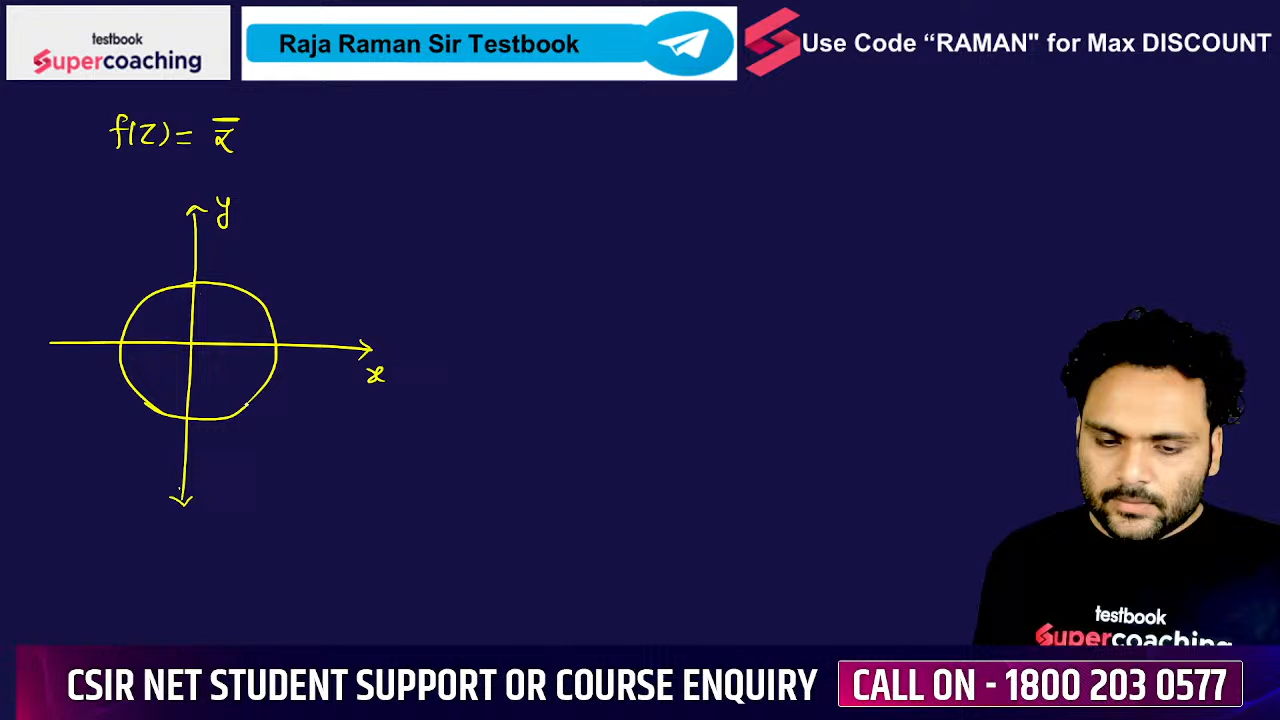 testbook
Supercoaching
Raja Raman Sir Testbook
Use Code “RAMAN" for Max DISCOUNT
f(z) = z̅
y
x
testbook
Supercoaching
CSIR NET STUDENT SUPPORT OR COURSE ENQUIRY
CALL ON - 1800 203 0577